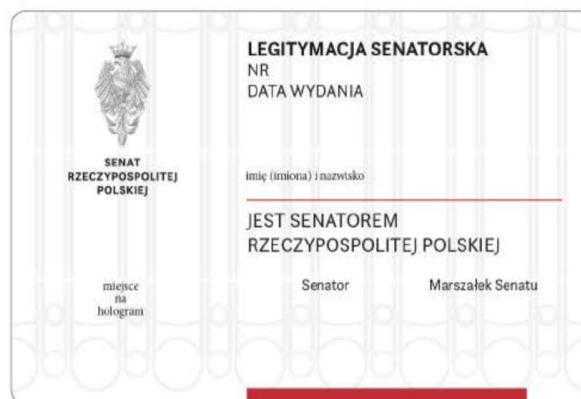 SENAT
RZECZYPOSPOLITEJ
POLSKIEJ
miejsce
na
hologram
LEGITYMACJA SENATORSKA
NR
DATA WYDANIA
imię (imiona) i nazwisko
JEST SENATOREM
RZECZYPOSPOLITEJ POLSKIEJ
Senator Marszałek Senatu